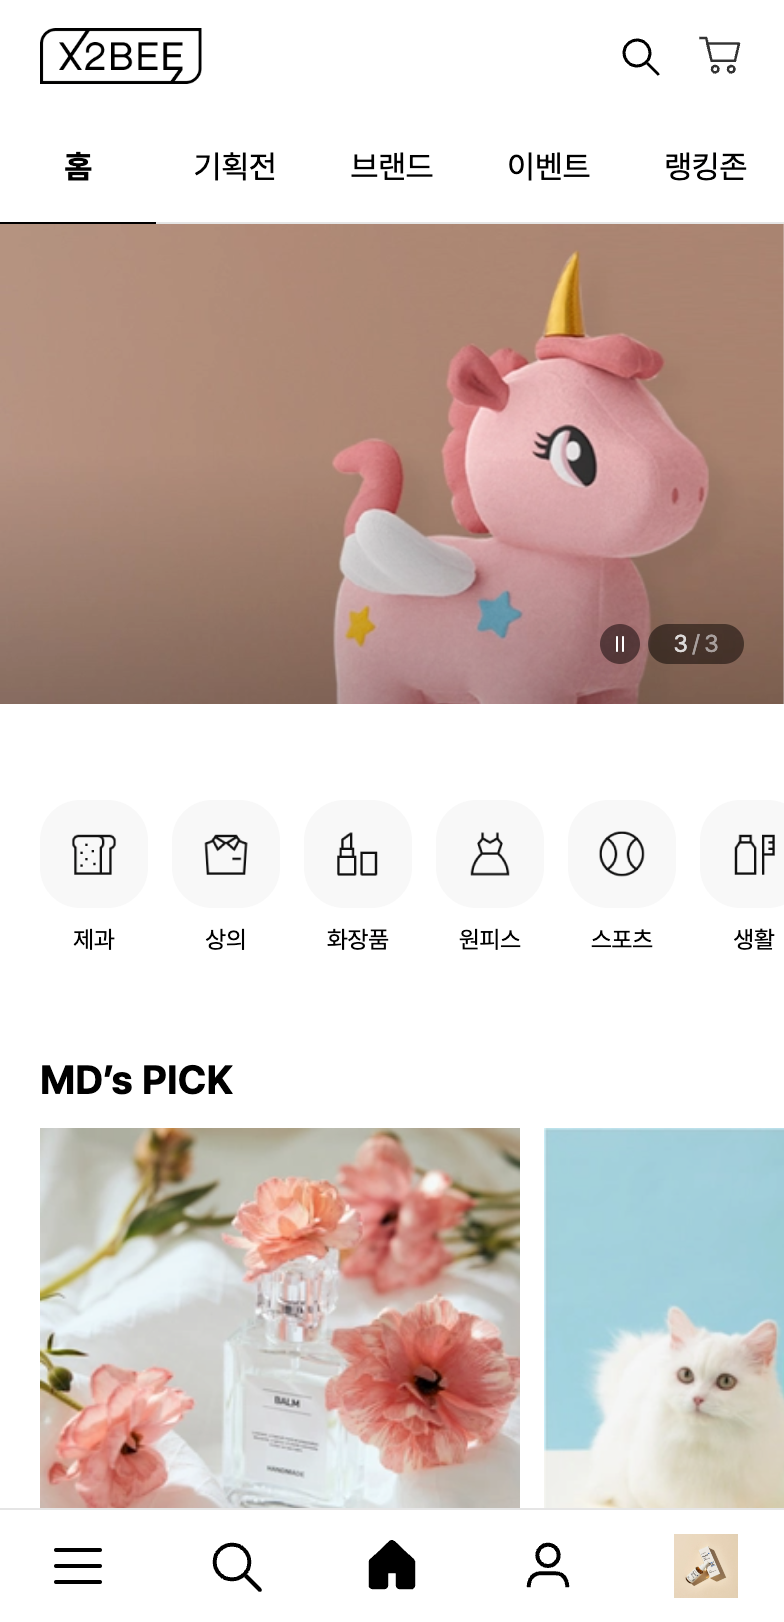 X2BEE
홈 기획전 브랜드 이벤트 랭킹존
3/3
제과 상의 화장품 원피스 스포츠 생활
MD's PICK
BALM
HANDMADE